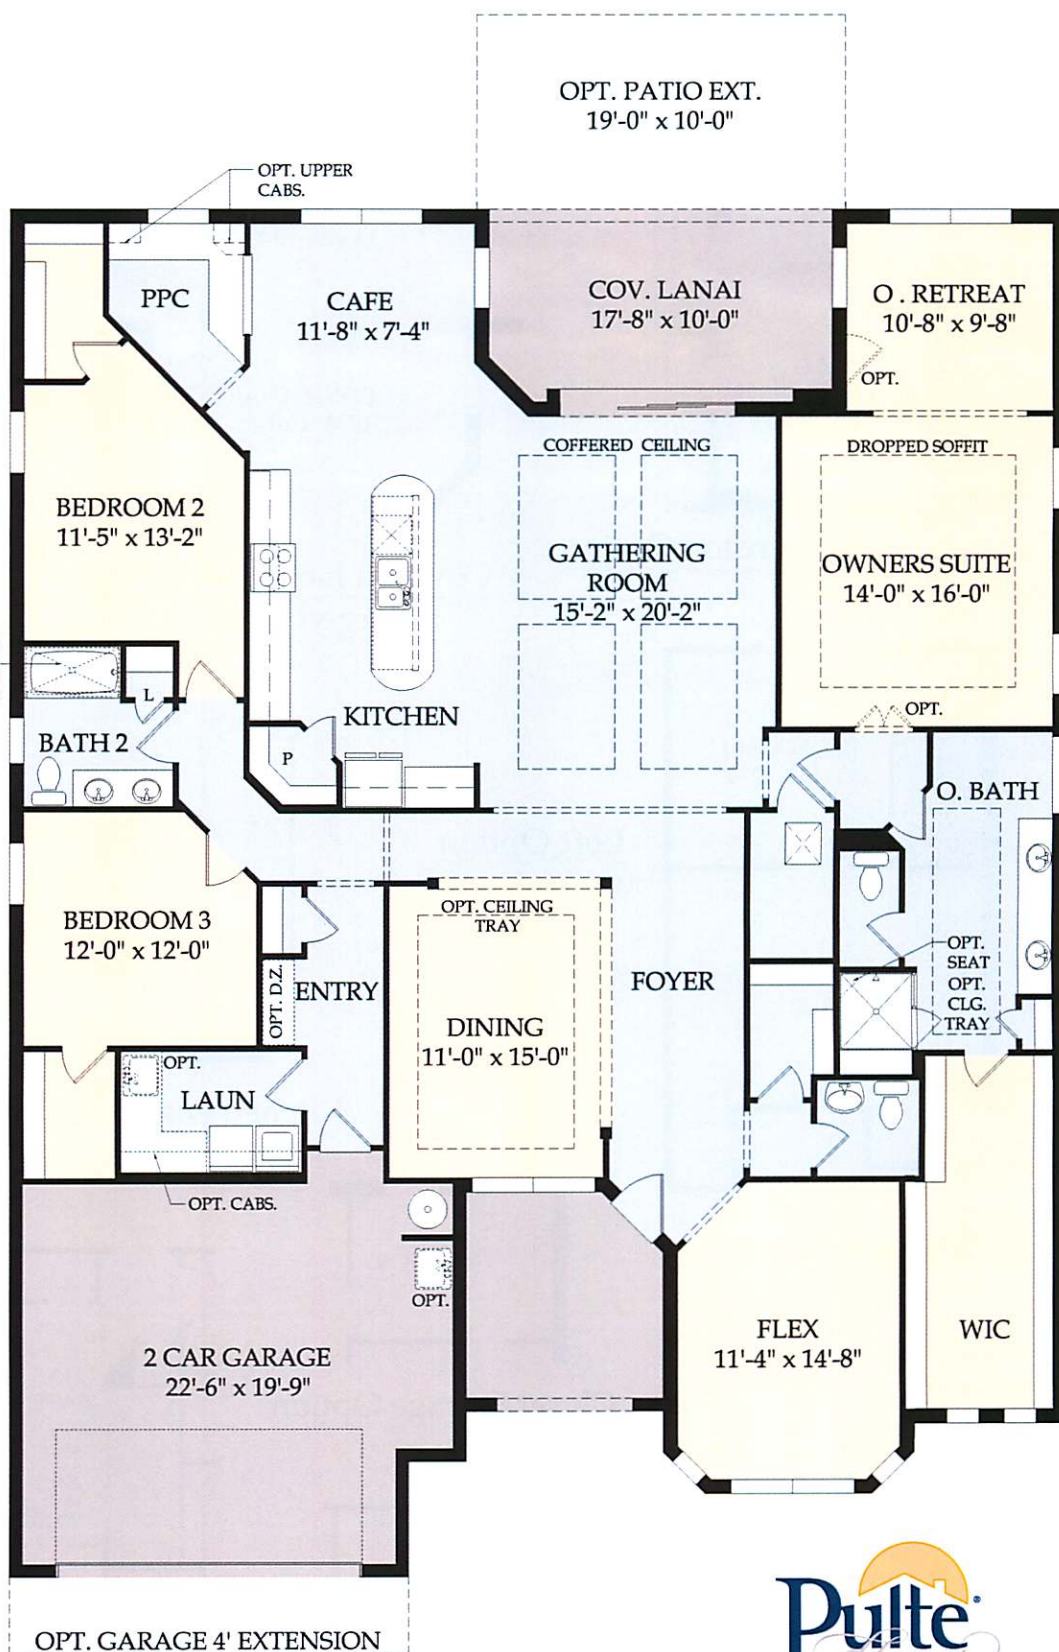 OPT. PATIO EXT.
19'-0" x 10'-0"
OPT. UPPER
CABS.
PPC
CAFE
11'-8" x 7'-4"
COV. LANAI
17'-8" x 10'-0"
O . RETREAT
10'-8" x 9'-8"
OPT.
COFFERED CEILING
DROPPED SOFFIT
BEDROOM 2
11'-5" x 13'-2"
GATHERING
ROOM
15'-2" x 20'-2"
OWNERS SUITE
14'-0" x 16'-0"
OPT.
L
KITCHEN
BATH 2
P
O. BATH
BEDROOM 3
12'-0" x 12'-0"
OPT. CEILING
TRAY
OPT. D.Z.
ENTRY
FOYER
OPT.
SEAT
OPT.
CLG.
TRAY
DINING
11'-0" x 15'-0"
OPT.
LAUN
OPT. CABS.
OPT.
2 CAR GARAGE
22'-6" x 19'-9"
FLEX
11'-4" x 14'-8"
WIC
OPT. GARAGE 4' EXTENSION
Pulte